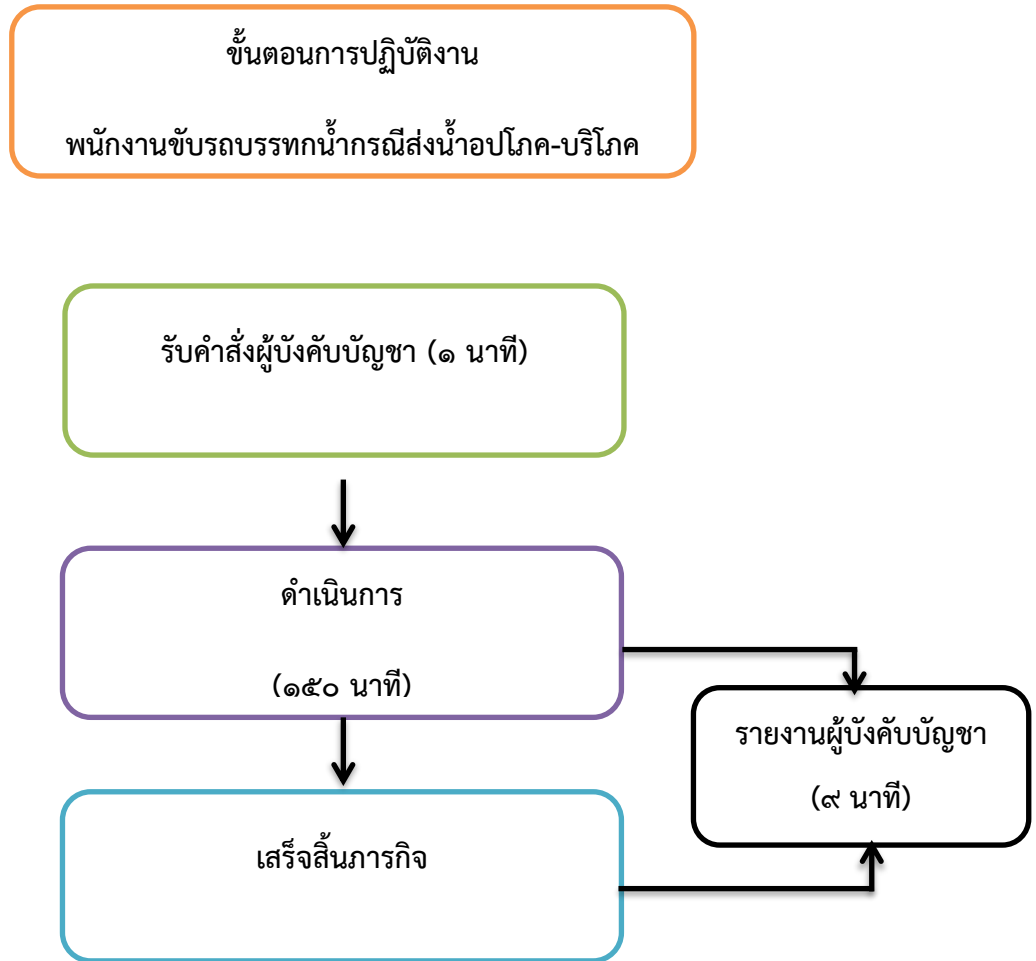 ขั้นตอนการปฏิบัติงาน
พนักงานขับรถบรรทกน้ำกรณีส่งน้ำอปโภค-บริโภค
รับคำสั่งผู้บังคับบัญชา (๑ นาที)
ดำเนินการ
(๑๕๐ นาที)
รายงานผู้บังคับบัญชา
(๙ นาที)
เสร็จสิ้นภารกิจ